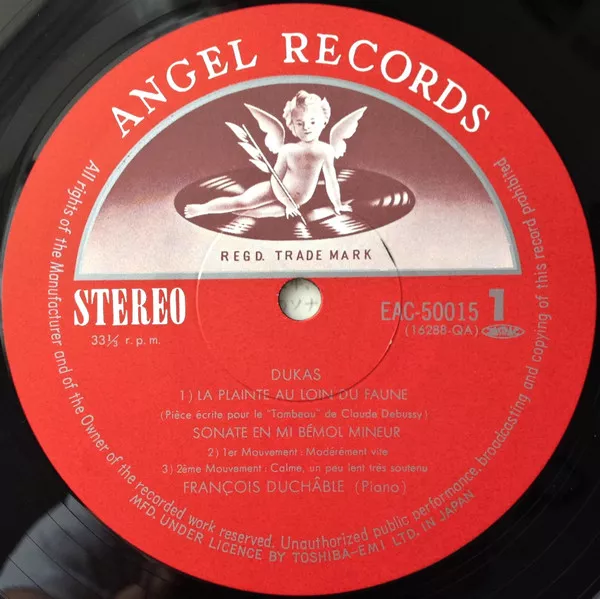 ANGEL RECORDS
REGD. TRADE MARK
STEREO
33⅓ r. p. m.
EAC-50015 1
(16288-QA)
DUKAS
1) LA PLAINTE AU LOIN DU FAUNE
(Pièce écrite pour le "Tombeau" de Claude Debussy)
SONATE EN MI BÉMOL MINEUR
2) 1er Mouvement: Modérément vite
3) 2ème Mouvement: Calme, un peu lent très soutenu
FRANÇOIS DUCHÂBLE (Piano)
All rights of the Manufacturer and of the Owner of the recorded work reserved. Unauthorized public performance, broadcasting and copying of this record prohibited
MFD. UNDER LICENCE BY TOSHIBA-EMI LTD. IN JAPAN